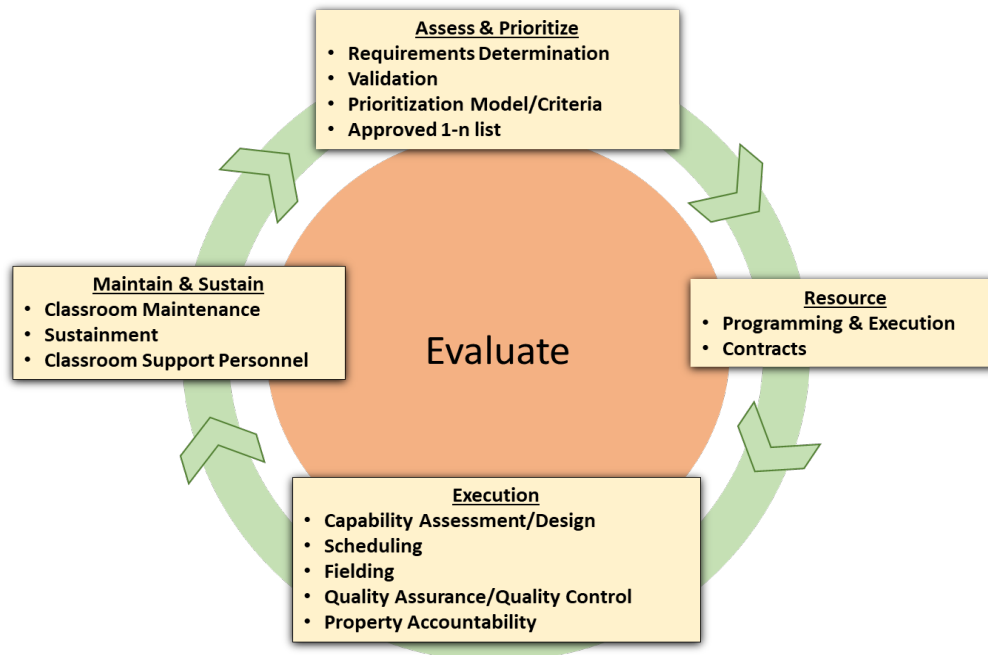 Assess & Prioritize
• Requirements Determination
• Validation
• Prioritization Model/Criteria
• Approved 1-n list
Maintain & Sustain
• Classroom Maintenance
• Sustainment
• Classroom Support Personnel
Evaluate
Resource
• Programming & Execution
• Contracts
Execution
• Capability Assessment/Design
• Scheduling
• Fielding
• Quality Assurance/Quality Control
• Property Accountability